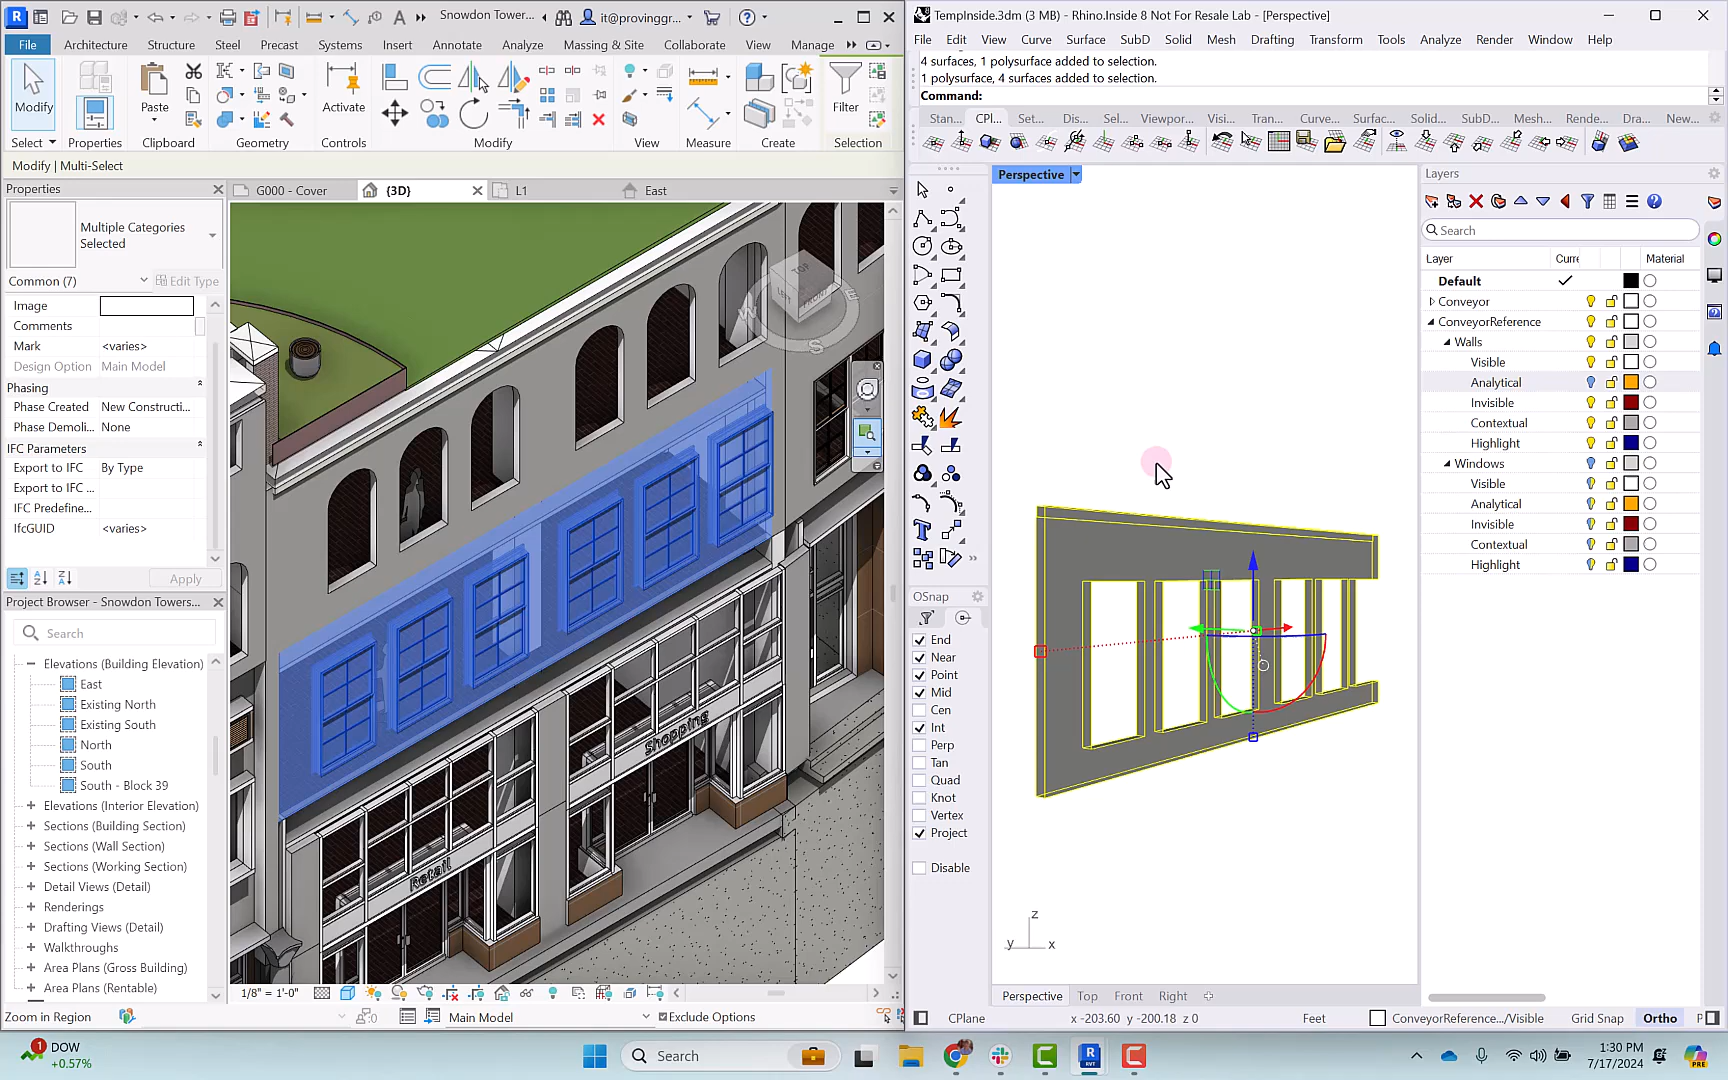 Snowdon Tower...
it@provinggr...
File
Architecture
Structure
Steel
Precast
Systems
Insert
Annotate
Analyze
Massing & Site
Collaborate
View
Manage
Modify
Paste
Activate
Filter
Select
Properties
Clipboard
Geometry
Controls
Modify
View
Measure
Create
Selection
Modify | Multi-Select
Properties
Multiple Categories
Selected
Common (7)
Edit Type
Image
Comments
Mark
<varies>
Design Option
Main Model
Phasing
Phase Created
New Constructi...
Phase Demoli...
None
IFC Parameters
Export to IFC
By Type
Export to IFC ...
IFC Predefine...
IfcGUID
<varies>
Apply
Project Browser - Snowdon Towers...
Search
Elevations (Building Elevation)
East
Existing North
Existing South
North
South
South - Block 39
Elevations (Interior Elevation)
Sections (Building Section)
Sections (Wall Section)
Sections (Working Section)
Detail Views (Detail)
Renderings
Drafting Views (Detail)
Walkthroughs
Area Plans (Gross Building)
Area Plans (Rentable)
G000 - Cover
{3D}
L1
East
TOP
LEFT
FRONT
W
S
Retail
Shopping
1/8" = 1'-0"
Zoom in Region
:0
Main Model
Exclude Options
TempInside.3dm (3 MB) - Rhino.Inside 8 Not For Resale Lab - [Perspective]
File
Edit
View
Curve
Surface
SubD
Solid
Mesh
Drafting
Transform
Tools
Analyze
Render
Window
Help
4 surfaces, 1 polysurface added to selection.
1 polysurface, 4 surfaces added to selection.
Command:
Stan...
CPl...
Set...
Dis...
Sel...
Viewpor...
Visi...
Tran...
Curve...
Surfac...
Solid...
SubD...
Mesh...
Rende...
Dra...
New...
Perspective
OSnap
End
Near
Point
Mid
Cen
Int
Perp
Tan
Quad
Knot
Vertex
Project
Disable
z
y
x
Perspective
Top
Front
Right
Layers
Search
Layer
Curre
Material
Default
Conveyor
ConveyorReference
Walls
Visible
Analytical
Invisible
Contextual
Highlight
Windows
Visible
Analytical
Invisible
Contextual
Highlight
CPlane
x -203.60 y -200.18 z 0
Feet
ConveyorReference.../Visible
Grid Snap
Ortho
P
1
DOW
+0.57%
Search
1:30 PM
7/17/2024